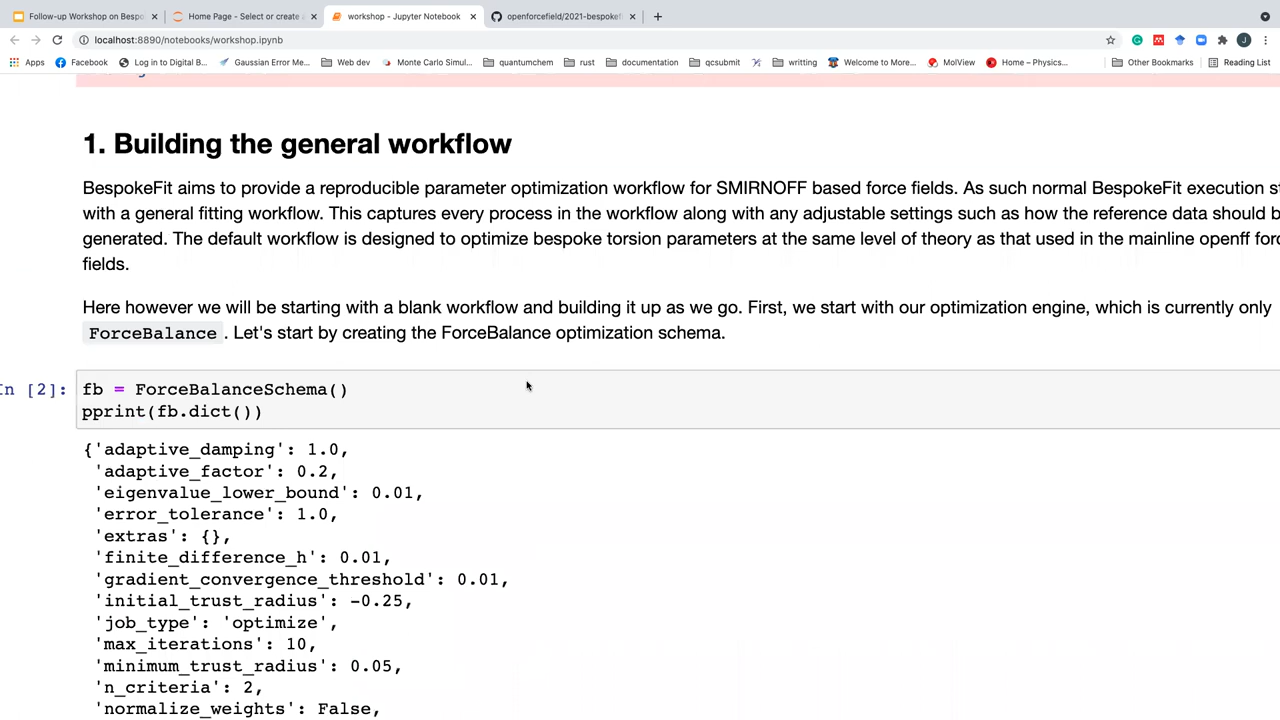 Follow-up Workshop on Bespo
Home Page - Select or create
workshop - Jupyter Notebook
openforcefield/2021-bespokef
localhost:8890/notebooks/workshop.ipynb
Apps
Facebook
Log in to Digital B...
Gaussian Error Me...
Web dev
Monte Carlo Simul...
quantumchem
rust
documentation
qcsubmit
writting
Welcome to More...
MolView
Home – Physics...
Other Bookmarks
Reading List
1. Building the general workflow
BespokeFit aims to provide a reproducible parameter optimization workflow for SMIRNOFF based force fields. As such normal BespokeFit execution st
with a general fitting workflow. This captures every process in the workflow along with any adjustable settings such as how the reference data should b
generated. The default workflow is designed to optimize bespoke torsion parameters at the same level of theory as that used in the mainline openff forc
fields.
Here however we will be starting with a blank workflow and building it up as we go. First, we start with our optimization engine, which is currently only
ForceBalance . Let's start by creating the ForceBalance optimization schema.
In [2]: fb = ForceBalanceSchema()
pprint(fb.dict())
{'adaptive_damping': 1.0,
'adaptive_factor': 0.2,
'eigenvalue_lower_bound': 0.01,
'error_tolerance': 1.0,
'extras': {},
'finite_difference_h': 0.01,
'gradient_convergence_threshold': 0.01,
'initial_trust_radius': -0.25,
'job_type': 'optimize',
'max_iterations': 10,
'minimum_trust_radius': 0.05,
'n_criteria': 2,
'normalize_weights': False,